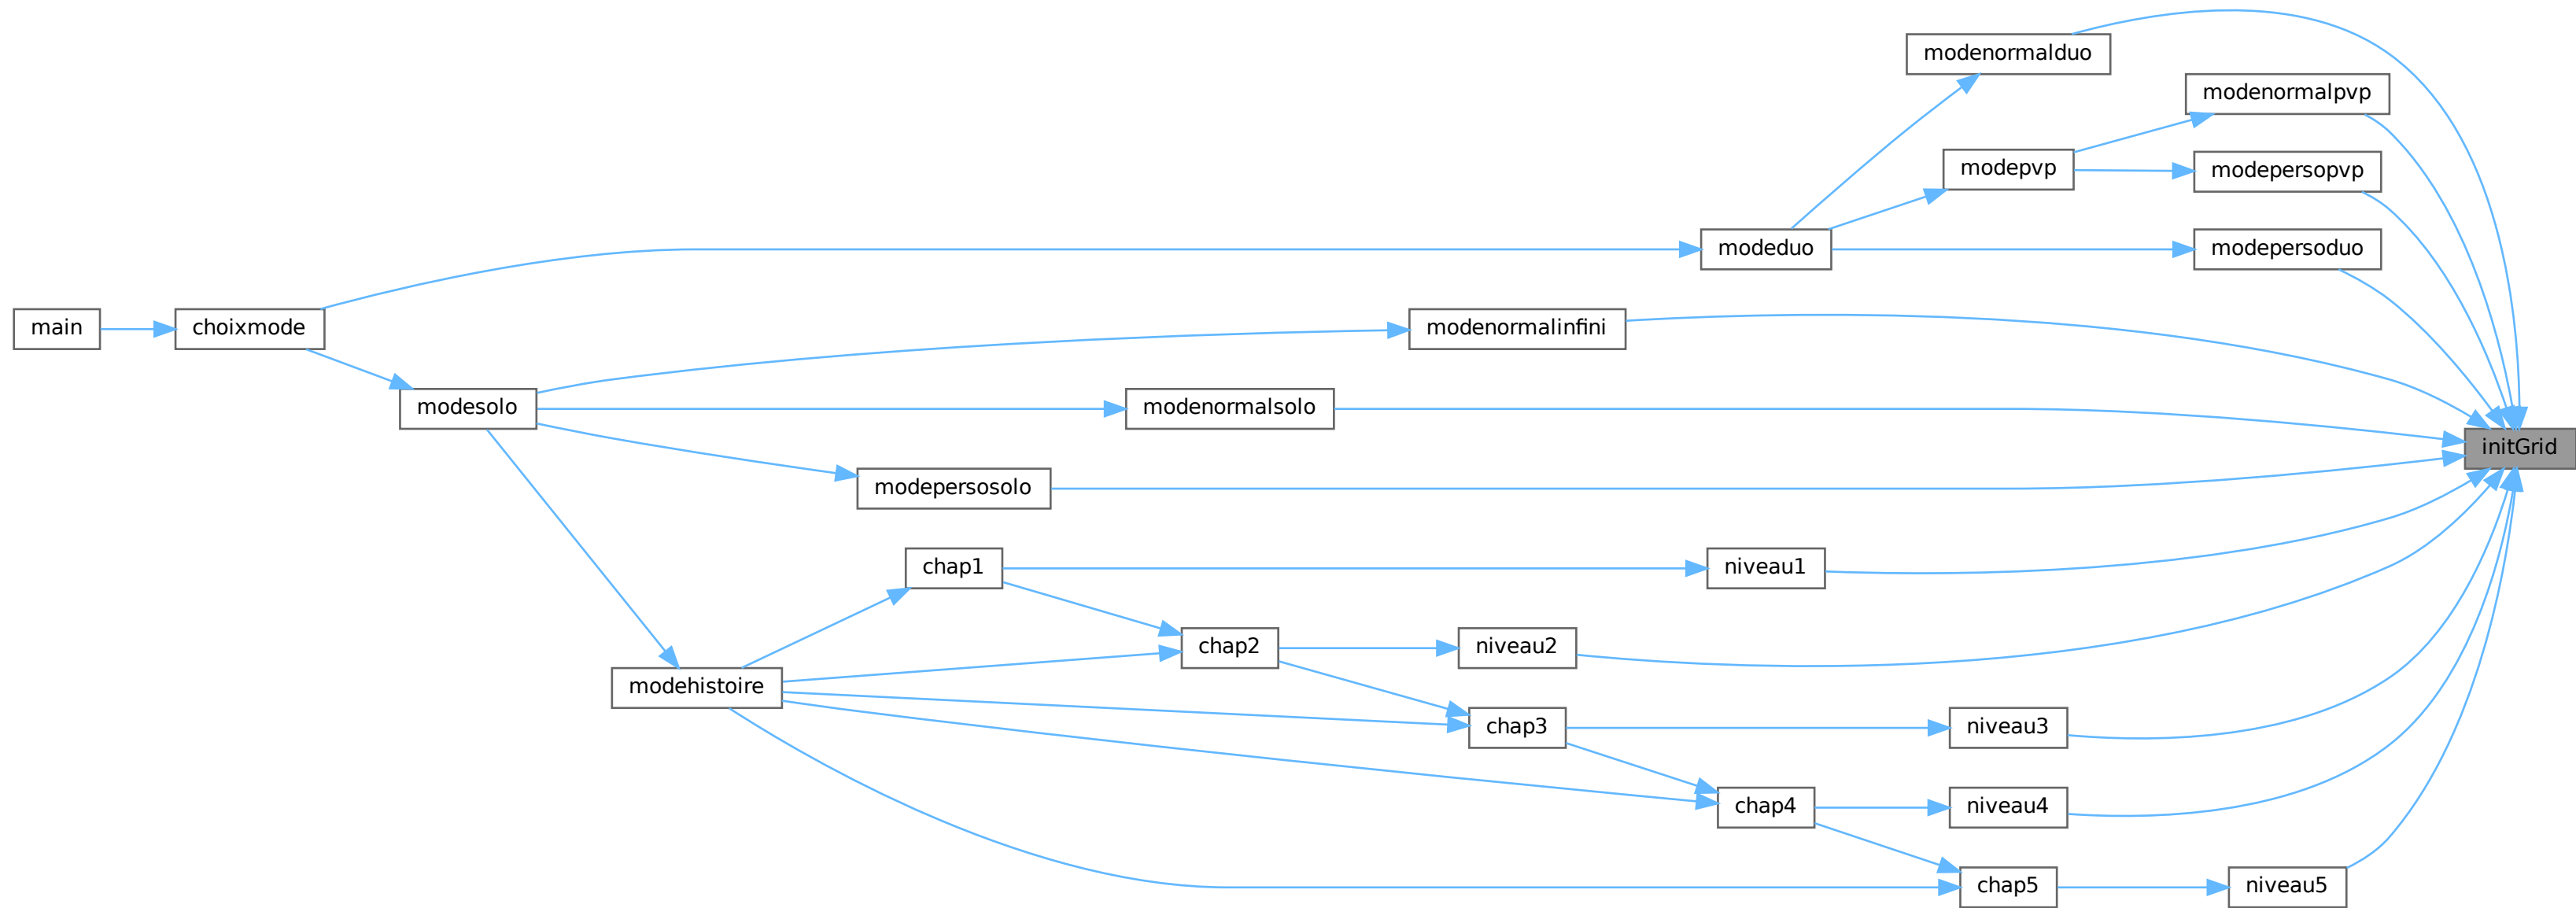 modenormalduo
modenormalpvp
modepvp
modepersopvp
modeduo
modepersoduo
main
choixmode
modenormalinfini
modesolo
modenormalsolo
initGrid
modepersosolo
chap1
niveau1
chap2
niveau2
modehistoire
chap3
niveau3
chap4
niveau4
chap5
niveau5